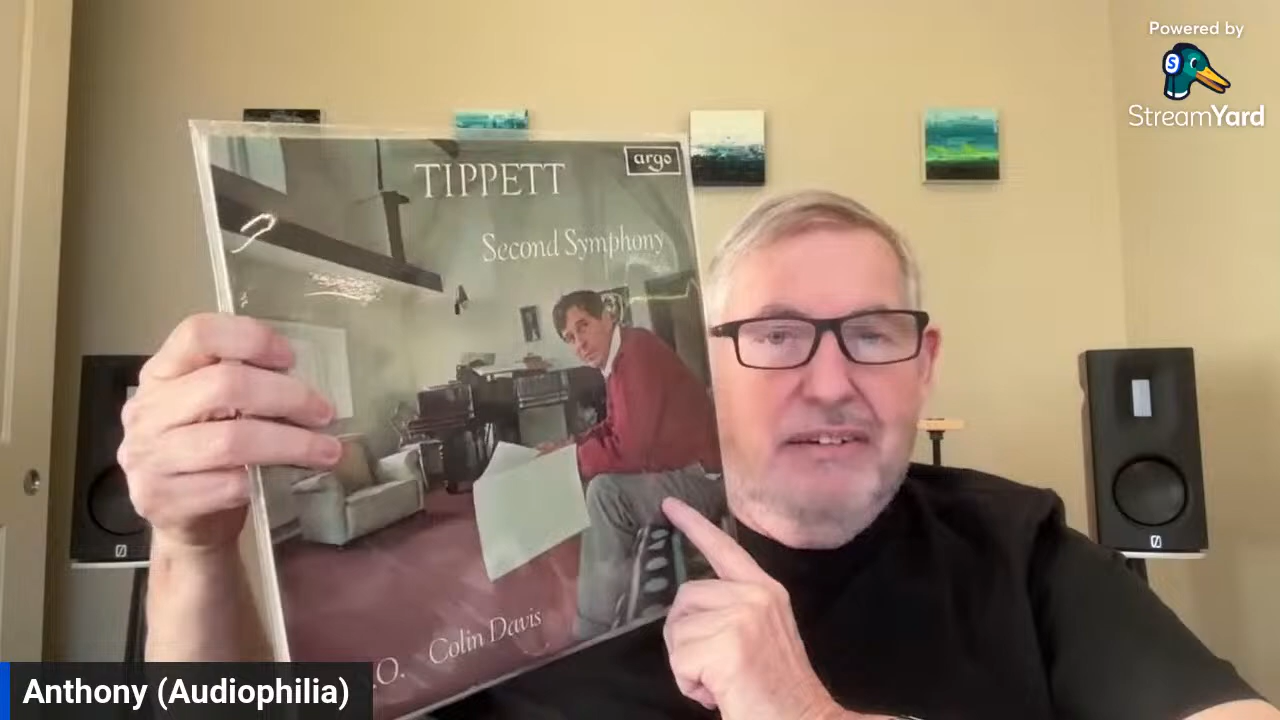 Powered by
S
StreamYard
argo
TIPPETT
Second Symphony
.O. Colin Davis
Anthony (Audiophilia)